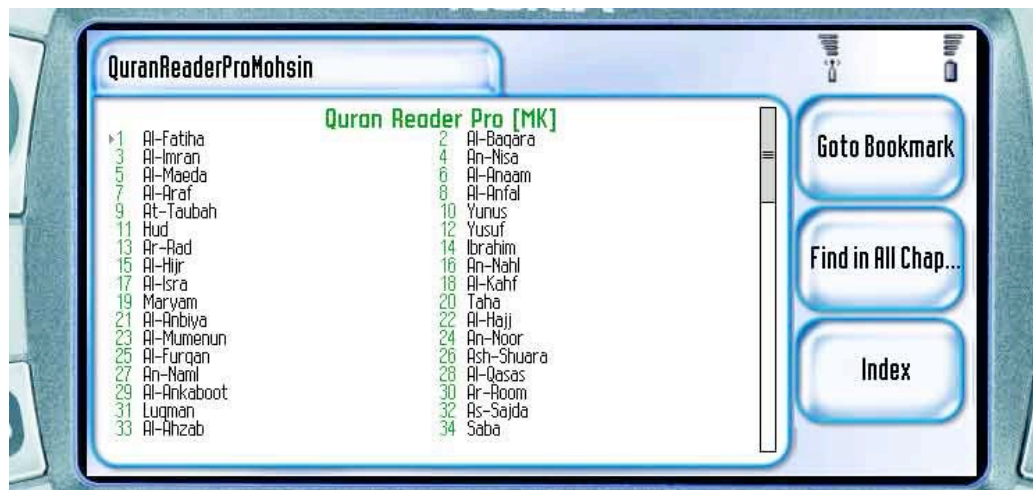 QuranReaderProMohsin
Quran Reader Pro [MK]
1 Al-Fatiha 2 Al-Baqara
3 Al-Imran 4 An-Nisa
5 Al-Maeda 6 Al-Anaam
7 Al-Araf 8 Al-Anfal
9 At-Taubah 10 Yunus
11 Hud 12 Yusuf
13 Ar-Rad 14 Ibrahim
15 Al-Hijr 16 An-Nahl
17 Al-Isra 18 Al-Kahf
19 Maryam 20 Taha
21 Al-Anbiya 22 Al-Hajj
23 Al-Mumenun 24 An-Noor
25 Al-Furqan 26 Ash-Shuara
27 An-Naml 28 Al-Qasas
29 Al-Ankaboot 30 Ar-Room
31 Luqman 32 As-Sajda
33 Al-Ahzab 34 Saba
Goto Bookmark
Find in All Chap...
Index